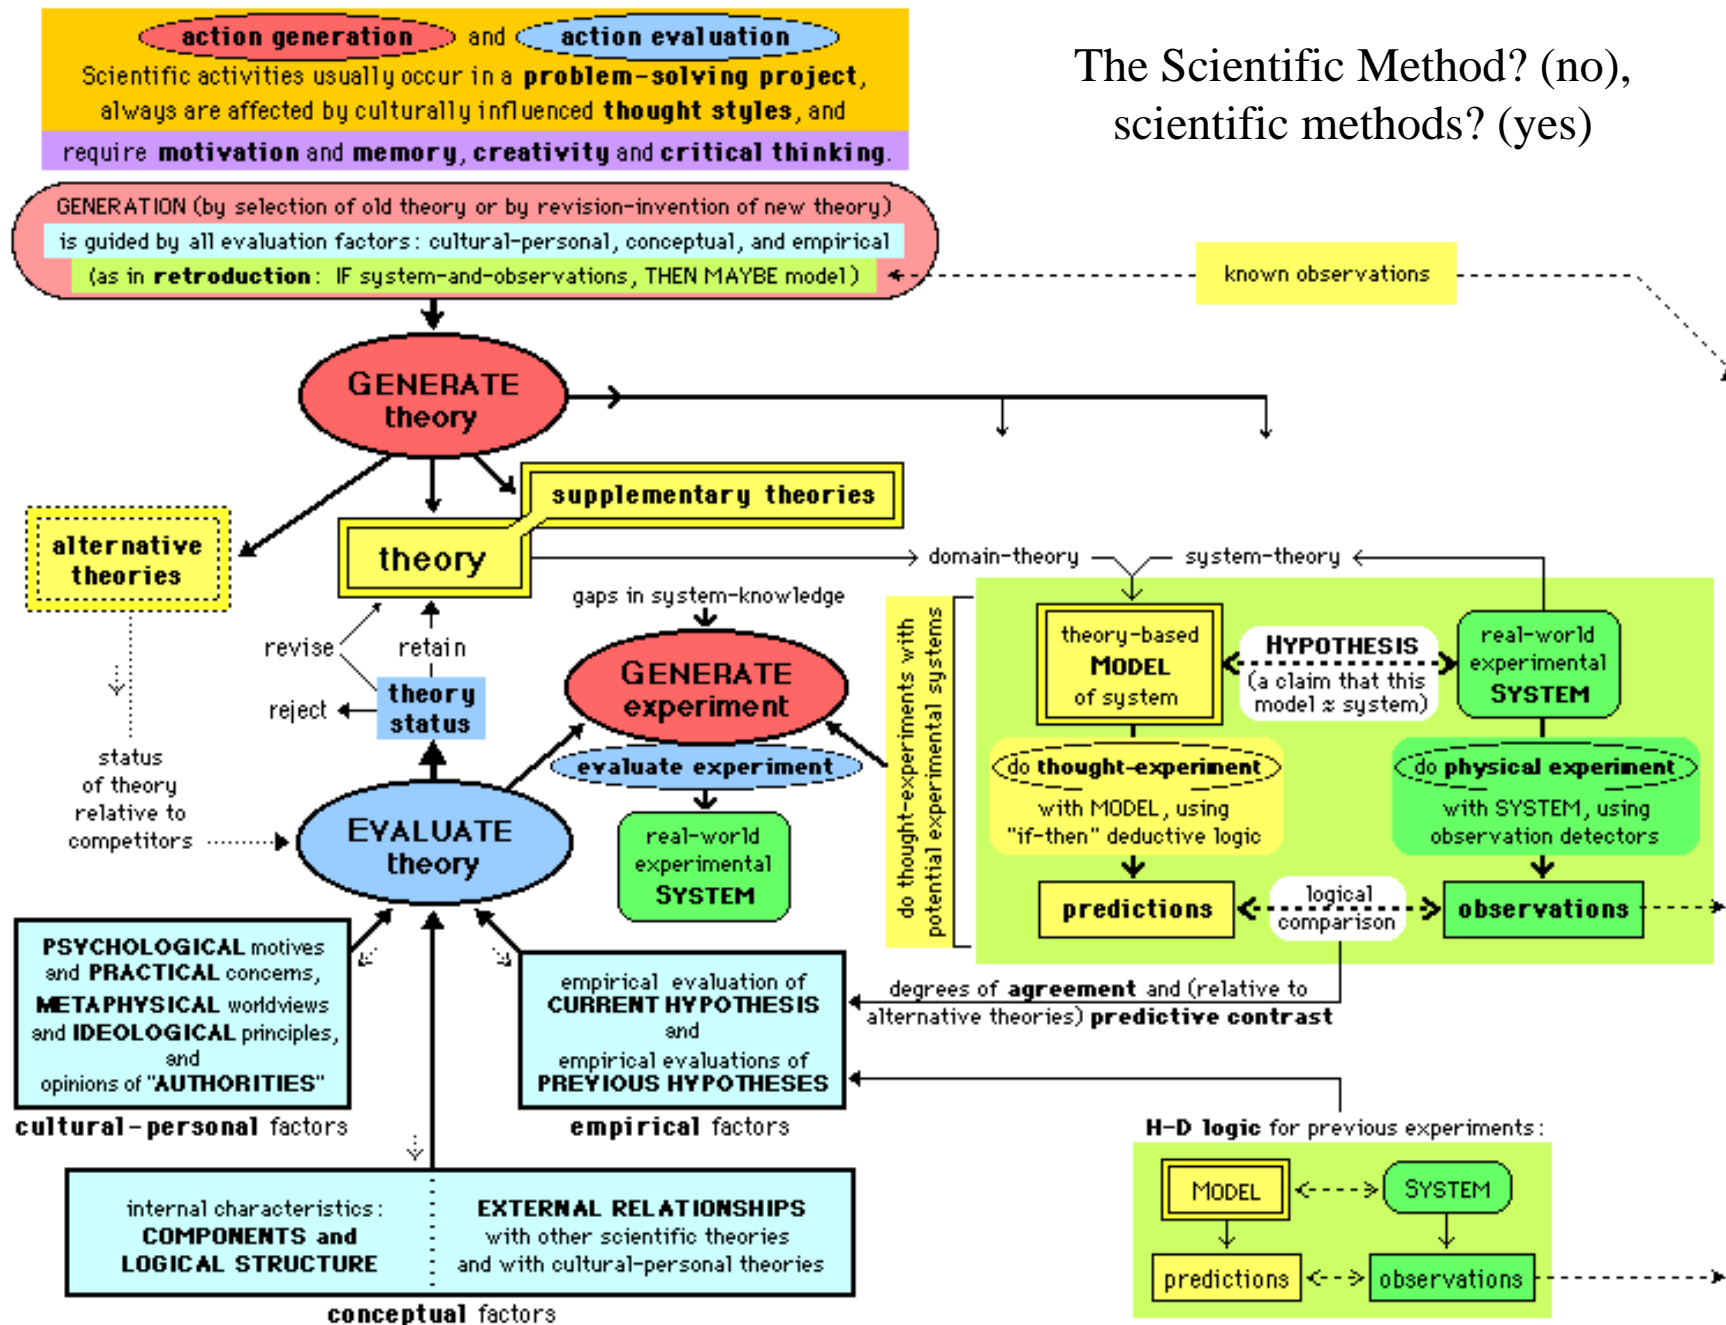 action generation and action evaluation
Scientific activities usually occur in a problem-solving project,
always are affected by culturally influenced thought styles, and
require motivation and memory, creativity and critical thinking.
The Scientific Method? (no),
scientific methods? (yes)
GENERATION (by selection of old theory or by revision-invention of new theory)
is guided by all evaluation factors: cultural-personal, conceptual, and empirical
(as in retroduction: IF system-and-observations, THEN MAYBE model)
known observations
GENERATE
theory
supplementary theories
alternative
theories
theory
domain-theory
system-theory
gaps in system-knowledge
revise
retain
reject
theory
status
GENERATE
experiment
evaluate experiment
real-world
experimental
SYSTEM
status
of theory
relative to
competitors
EVALUATE
theory
do thought-experiments with
potential experimental systems
theory-based
MODEL
of system
HYPOTHESIS
(a claim that this
model ≈ system)
real-world
experimental
SYSTEM
do thought-experiment
with MODEL, using
"if-then" deductive logic
do physical experiment
with SYSTEM, using
observation detectors
predictions
logical
comparison
observations
PSYCHOLOGICAL motives
and PRACTICAL concerns,
METAPHYSICAL worldviews
and IDEOLOGICAL principles,
and
opinions of "AUTHORITIES"
cultural-personal factors
empirical evaluation of
CURRENT HYPOTHESIS
and
empirical evaluations of
PREVIOUS HYPOTHESES
empirical factors
degrees of agreement and (relative to
alternative theories) predictive contrast
internal characteristics:
COMPONENTS and
LOGICAL STRUCTURE
EXTERNAL RELATIONSHIPS
with other scientific theories
and with cultural-personal theories
conceptual factors
H-D logic for previous experiments:
MODEL
SYSTEM
predictions
observations